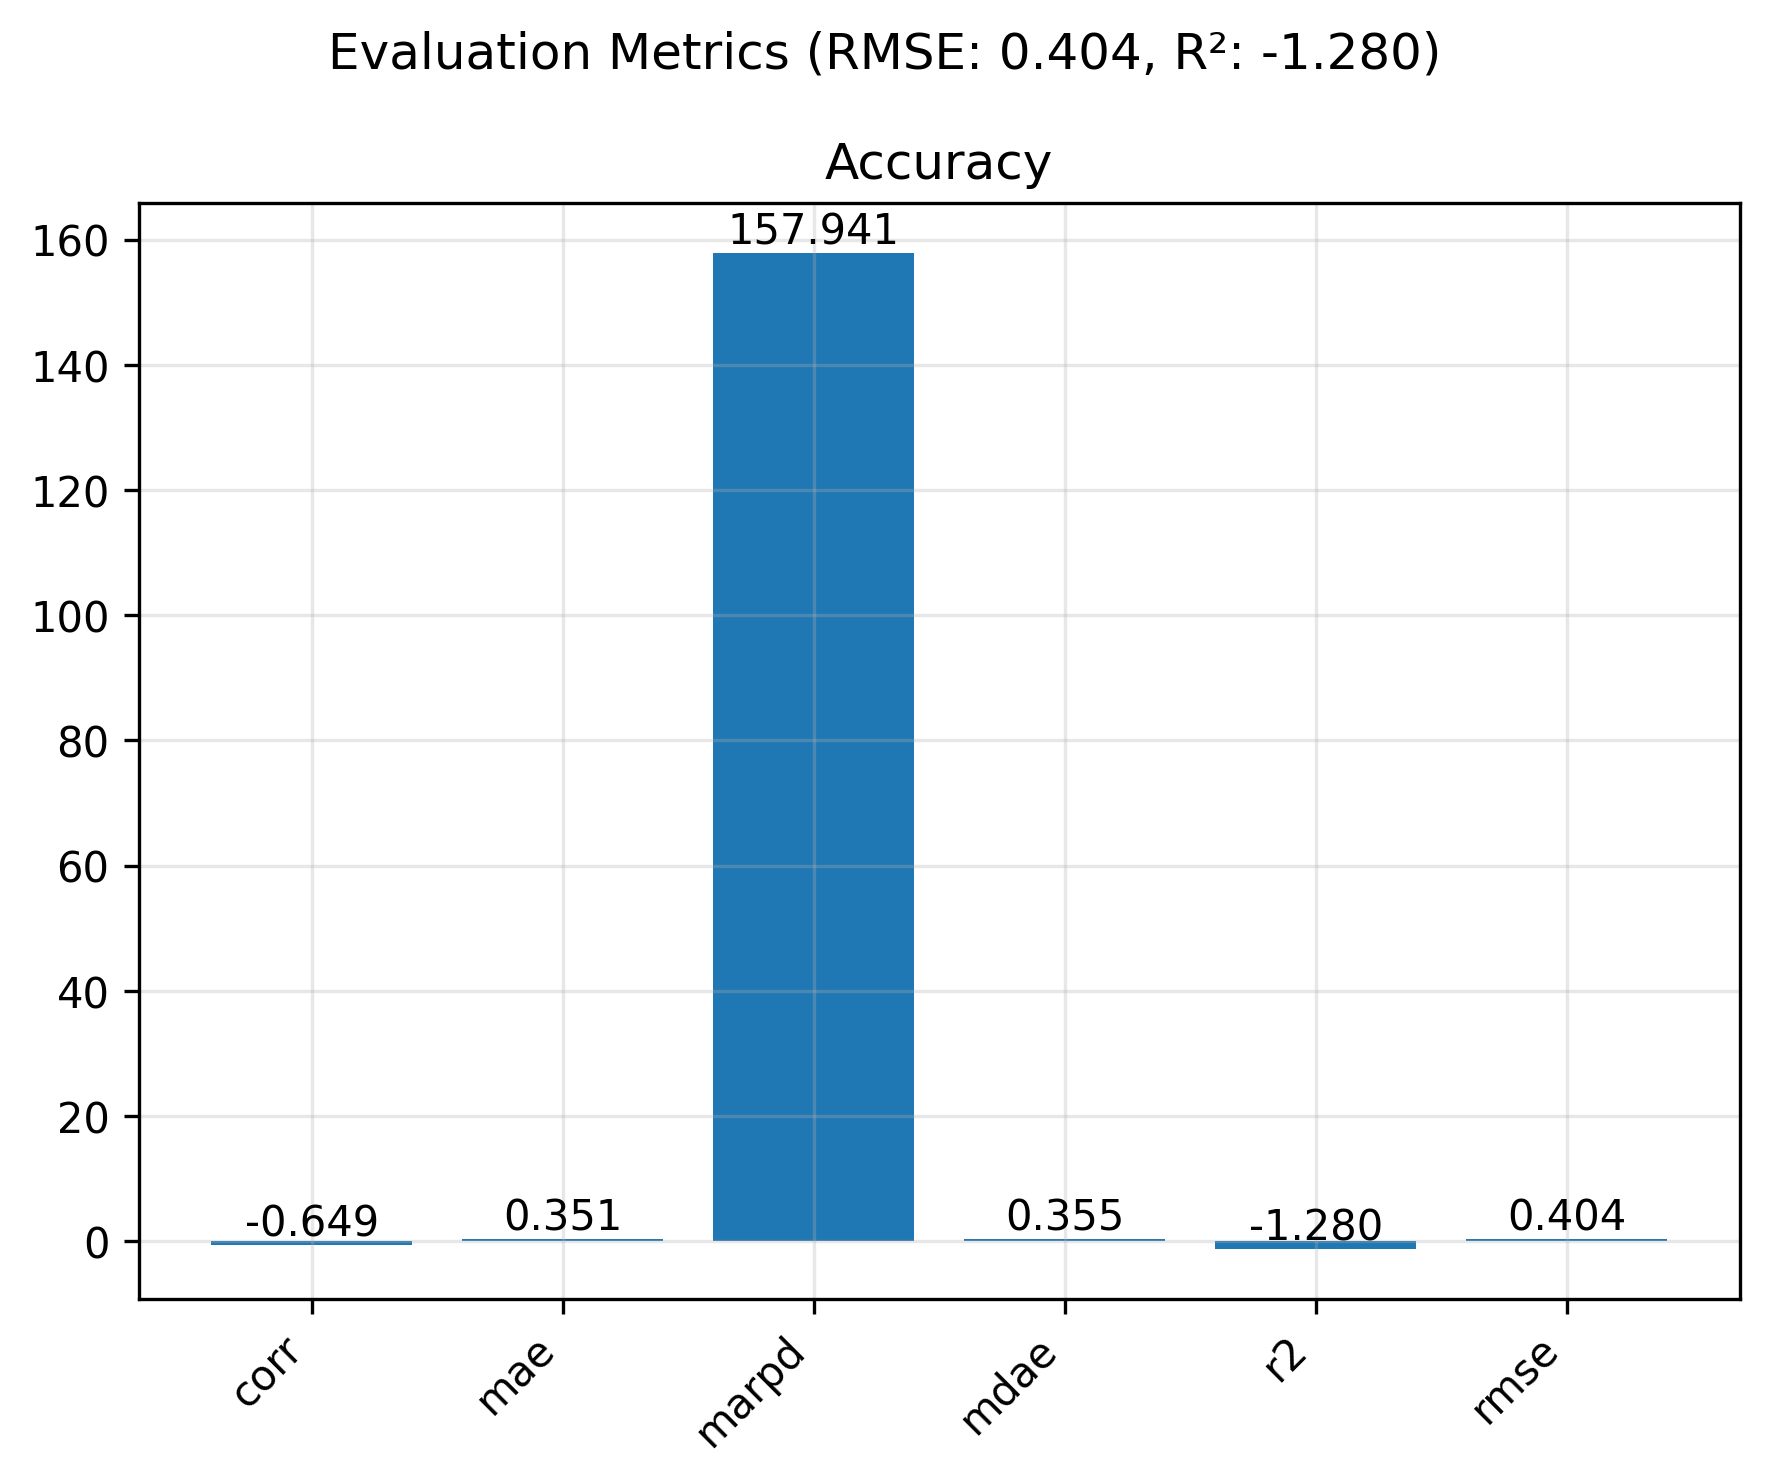 Evaluation Metrics (RMSE: 0.404, R²: -1.280)
Accuracy
160
140
120
100
80
60
40
20
0
-0.649
0.351
157.941
0.355
-1.280
0.404
corr
mae
marpd
mdae
r2
rmse